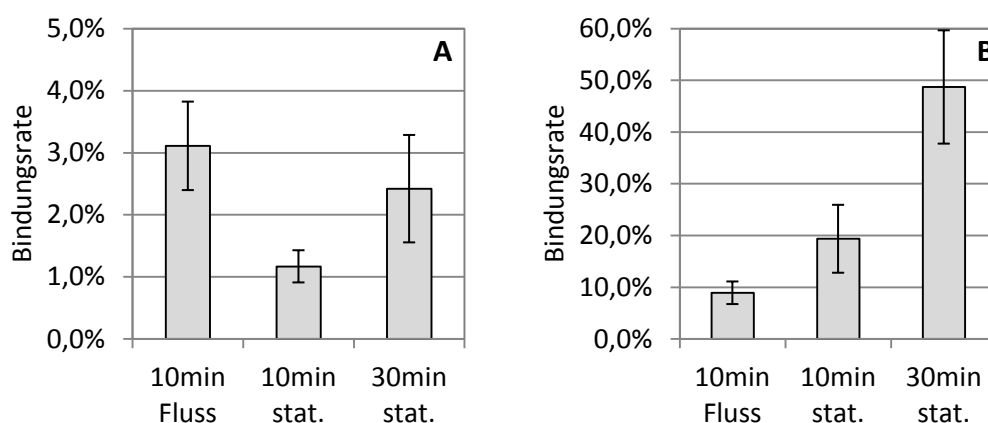 A
Bindungsrate
5,0%
4,0%
3,0%
2,0%
1,0%
0,0%
10min Fluss
10min stat.
30min stat.
B
Bindungsrate
60,0%
50,0%
40,0%
30,0%
20,0%
10,0%
0,0%
10min Fluss
10min stat.
30min stat.